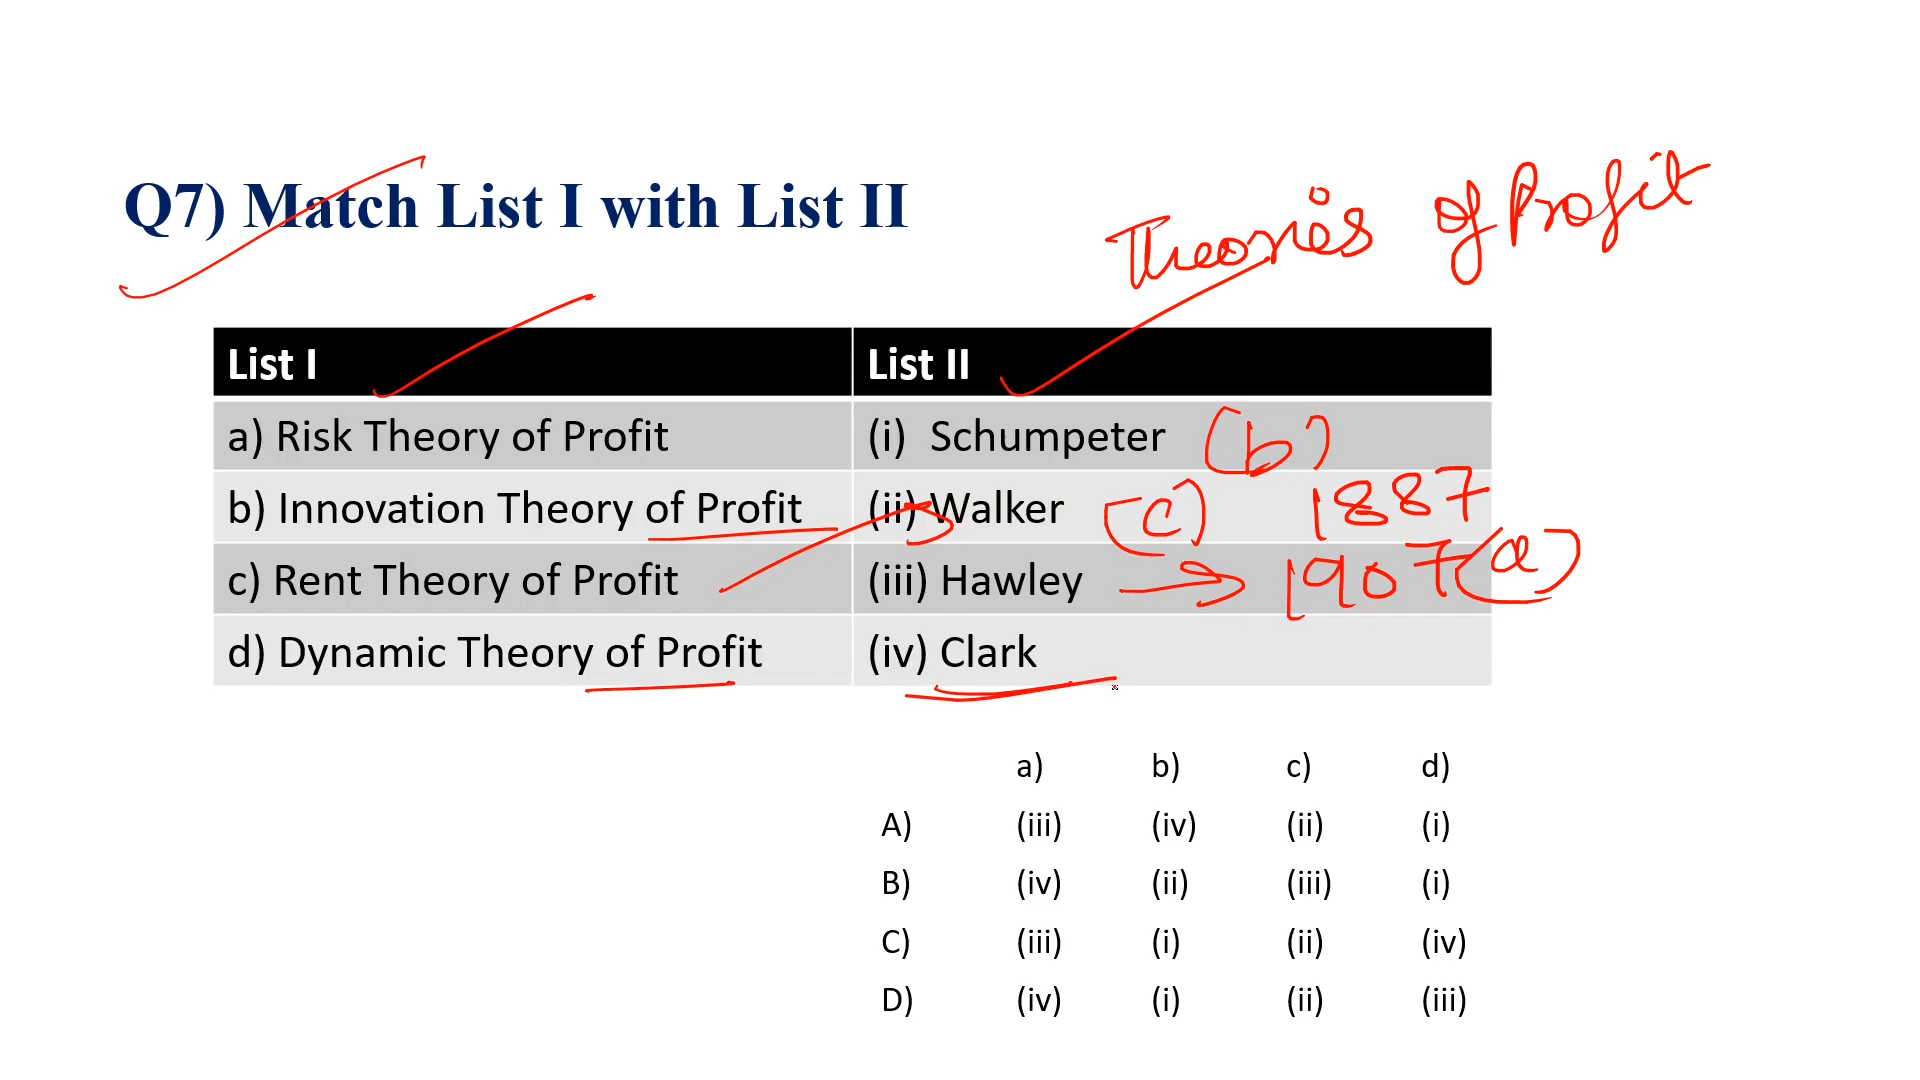 Q7) Match List I with List II
Theories of Profit
List I List II
a) Risk Theory of Profit (i) Schumpeter (b)
b) Innovation Theory of Profit (ii) Walker (c) 1887
c) Rent Theory of Profit (iii) Hawley → 1907 (a)
d) Dynamic Theory of Profit (iv) Clark
a) b) c) d)
A) (iii) (iv) (ii) (i)
B) (iv) (ii) (iii) (i)
C) (iii) (i) (ii) (iv)
D) (iv) (i) (ii) (iii)